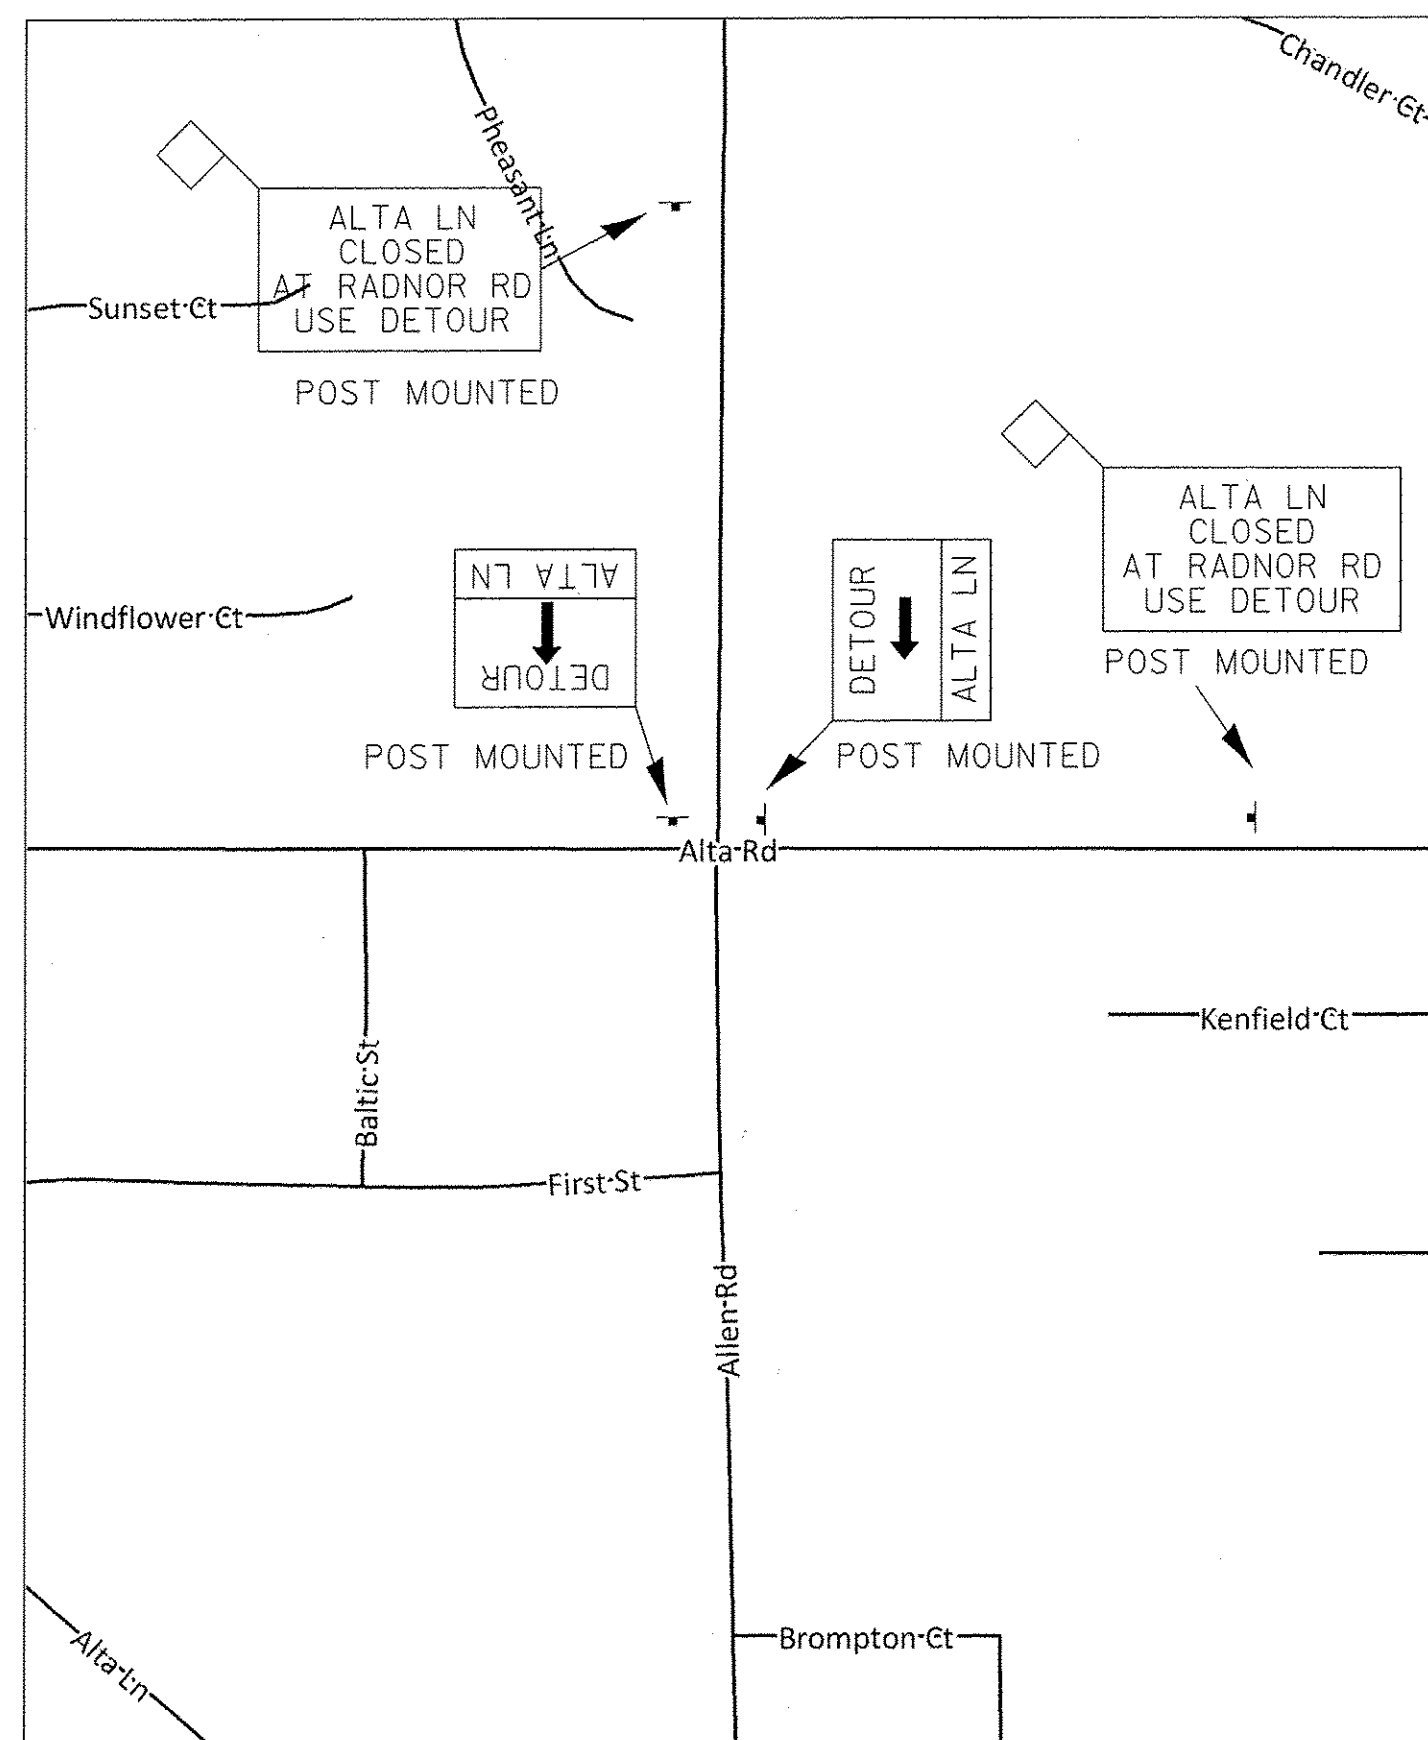 Chandler Ct
Pheasant Ln
ALTA LN
CLOSED
AT RADNOR RD
USE DETOUR
POST MOUNTED
Sunset Ct
ALTA LN
CLOSED
AT RADNOR RD
USE DETOUR
POST MOUNTED
ALTA LN
DETOUR
POST MOUNTED
DETOUR
ALTA LN
POST MOUNTED
Windflower Ct
Alta Rd
Kenfield Ct
Baltic St
First St
Allen Rd
Brompton Ct
Alta Ln